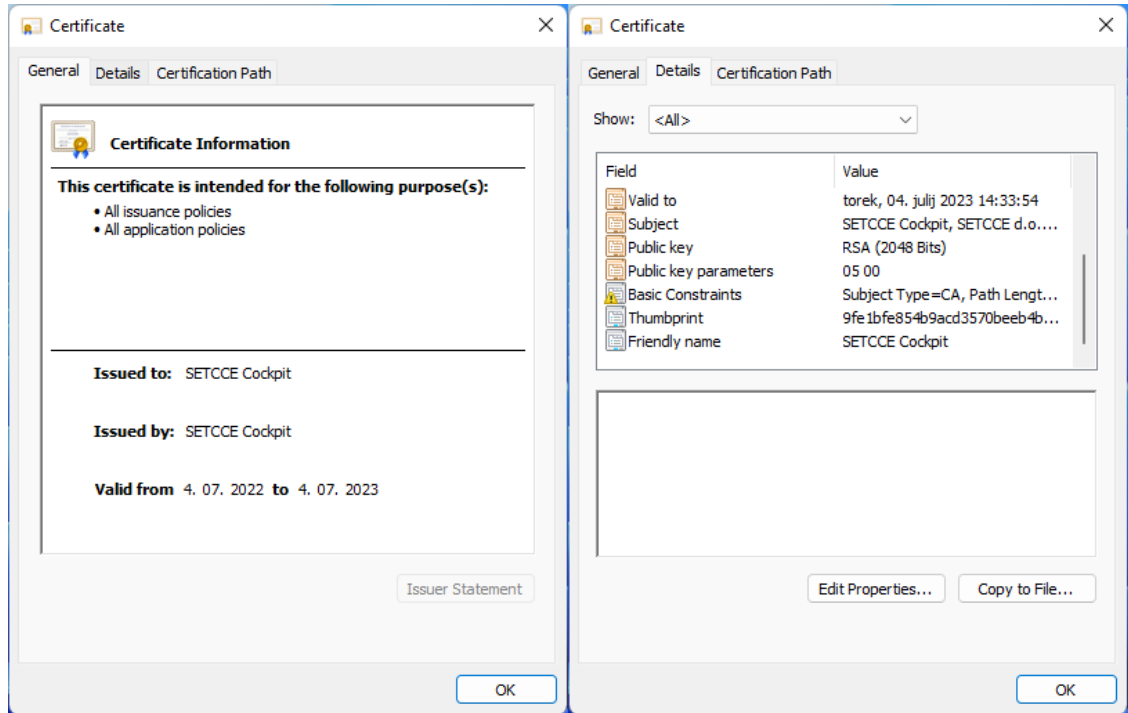 Certificate
General Details Certification Path
Certificate Information
This certificate is intended for the following purpose(s):
• All issuance policies
• All application policies
Issued to: SETCCE Cockpit
Issued by: SETCCE Cockpit
Valid from 4. 07. 2022 to 4. 07. 2023
Issuer Statement
OK
Certificate
General Details Certification Path
Show: <All>
Field Value
Valid to torek, 04. julij 2023 14:33:54
Subject SETCCE Cockpit, SETCCE d.o....
Public key RSA (2048 Bits)
Public key parameters 05 00
Basic Constraints Subject Type=CA, Path Lengt...
Thumbprint 9fe1bfe854b9acd3570beeb4b...
Friendly name SETCCE Cockpit
Edit Properties... Copy to File...
OK